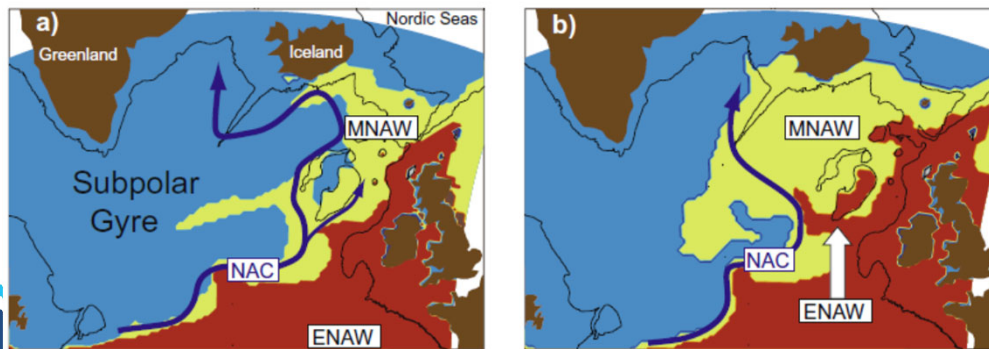 a)
Nordic Seas
Greenland
Iceland
MNAW
Subpolar
Gyre
NAC
ENAW
b)
MNAW
NAC
ENAW